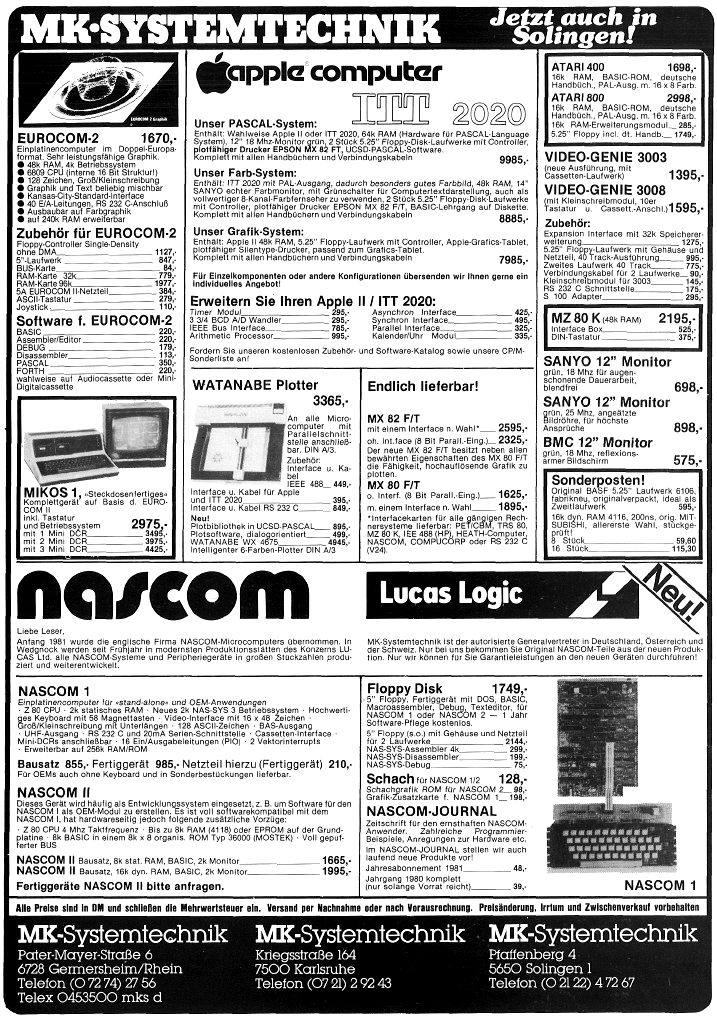 MK-SYSTEMTECHNIK
Jetzt auch in
Solingen!
EUROCOM 2 Graphik
EUROCOM-2 1670,-
Einplatinencomputer im Doppel-Europa-
format. Sehr leistungsfähige Graphik.
● 48k RAM, 4k Betriebssystem
● 6809 CPU (interne 16 Bit Struktur!)
● 128 Zeichen, Groß/Kleinschreibung
● Graphik und Text beliebig mischbar
● Kansas-City-Standard-interface
● 40 E/A-Leitungen, RS 232 C-Anschluß
● Ausbaubar auf Farbgraphik
● auf 240k RAM erweiterbar
Zubehör für EUROCOM-2
Floppy-Controller Single-Density
ohne DMA 1127,-
5"-Laufwerk 847,-
BUS-Karte 84,-
RAM-Karte 32k 779,-
RAM-Karte 96k 1977,-
5A EUROCOM II-Netzteil 384,-
ASCII-Tastatur 279,-
Joystick 110,-
Software f. EUROCOM-2
BASIC 220,-
Assembler/Editor 220,-
DEBUG 179,-
Disassembler 113,-
PASCAL 350,-
FORTH 220,-
wahlweise auf Audiocassette oder Mini-
Digitalcassette
MIKOS 1, «Steckdosenfertiges»
Komplettgerät auf Basis d. EURO-
COM II
inkl. Tastatur
und Betriebssystem 2975,-
mit 1 Mini DCR 3495,-
mit 2 Mini DCR 3975,-
mit 3 Mini DCR 4425,-
apple computer
ITT 2020
Unser PASCAL-System:
Enthält: Wahlweise Apple II oder ITT 2020, 64k RAM (Hardware für PASCAL-Language
System), 12" 18 Mhz-Monitor grün, 2 Stück 5.25" Floppy-Laufwerke mit Controller,
plotfähiger Drucker EPSON MX 82 FT, UCSD-PASCAL-Software.
Komplett mit allen Handbüchern und Verbindungskabeln 9985,-
Unser Farb-System:
Enthält: ITT 2020 mit PAL-Ausgang, dadurch besonders gutes Farbbild, 48k RAM, 14"
SANYO echter Farbmonitor, mit Grünschalter für Computertextdarstellung, auch als
vollwertiger 8-Kanal-Farbfernseher zu verwenden, 2 Stück 5.25" Floppy-Disk-Laufwerke
mit Controller, plotfähiger Drucker EPSON MX 82 F/T, BASIC-Lehrgang auf Diskette.
Komplett mit allen Handbüchern und Verbindungskabeln 8885,-
Unser Grafik-System:
Enthält: Apple II 48k RAM, 5.25" Floppy-Laufwerk mit Controller, Apple-Grafics-Tablet,
plotfähiger Silentype-Drucker, passend zum Grafics-Tablet.
Komplett mit allen Handbüchern und Verbindungskabeln 7985,-
Für Einzelkomponenten oder andere Konfigurationen übersenden wir Ihnen gerne ein
individuelles Angebot!
Erweitern Sie Ihren Apple II / ITT 2020:
Timer Modul 295,- Asynchron Interface 425,-
3 3/4 BCD A/D Wandler 295,- Synchron Interface 495,-
IEEE Bus Interface 785,- Parallel Interface 325,-
Arithmetic Processor 995,- Kalender/Uhr Modul 335,-
Fordern Sie unseren kostenlosen Zubehör- und Software-Katalog sowie unsere CP/M-
Sonderliste an!
WATANABE Plotter
3365,-
An alle Micro-
computer mit
Parallelschnitt-
stelle anschließ-
bar. DIN A/3.
Zubehör:
Interface u. Ka-
bel
IEEE 488 449,-
Interface u. Kabel für Apple
und ITT 2020 395,-
Interface u. Kabel RS 232 C 849,-
Neu!
Plotbibliothek in UCSD-PASCAL 895,-
Plotsoftware, dialogorientiert 499,-
WATANABE WX 4675 4945,-
Intelligenter 6-Farben-Plotter DIN A/3
Endlich lieferbar!
MX 82 F/T
mit einem Interface n. Wahl* 2595,-
oh. Int.face (8 Bit Parall.-Eing.) 2325,-
Der neue MX 82 F/T besitzt neben allen
bewährten Eigenschaften des MX 80 F/T
die Fähigkeit, hochauflösende Grafik zu
plotten.
MX 80 F/T
o. Interf. (8 Bit Parall.-Eing.) 1625,-
m. einem Interface n. Wahl 1895,-
*Interfacekarten für alle gängigen Rech-
nersysteme lieferbar: PET/CBM, TRS 80,
MZ 80 K, IEE 488 (HP), HEATH-Computer,
NASCOM, COMPUCORP oder RS 232 C
(V24).
ATARI 400 1698,-
16k RAM, BASIC-ROM, deutsche
Handbüch., PAL-Ausg. m. 16 x 8 Farb.
ATARI 800 2998,-
16k RAM, BASIC-ROM, deutsche
Handbüch., PAL-Ausg. m. 16 x 8 Farb.
16k RAM-Erweiterungsmodul 285,-
5.25" Floppy incl. dt. Handb. 1749,-
VIDEO-GENIE 3003
(neue Ausführung, mit
Cassetten-Laufwerk) 1395,-
VIDEO-GENIE 3008
(mit Kleinschreibmodul, 10er
Tastatur u. Cassett.-Anschl.) 1595,-
Zubehör:
Expansion Interface mit 32k Speicherer-
weiterung 1275,-
5.25" Floppy-Laufwerk mit Gehäuse und
Netzteil, 40 Track-Ausführung 995,-
Zweites Laufwerk 40 Track 775,-
Verbindungskabel für 2 Laufwerke 90,-
Kleinschreibmodul für 3003 145,-
RS 232 C Schnittstelle 175,-
S 100 Adapter 295,-
MZ 80 K (48k RAM) 2195,-
Interface Box 525,-
DIN-Tastatur 375,-
SANYO 12" Monitor
grün, 18 Mhz für augen-
schonende Dauerarbeit,
blendfrei 698,-
SANYO 12" Monitor
grün, 25 Mhz, angeätzte
Bildröhre, für höchste
Ansprüche 898,-
BMC 12" Monitor
grün, 18 Mhz, reflexions-
armer Bildschirm 575,-
Sonderposten!
Original BASF 5.25" Laufwerk 6106,
fabrikneu, originalverpackt, ideal als
Zweitlaufwerk 595,-
16k dyn. RAM 4116, 200ns, orig. MIT-
SUBISHI, allererste Wahl, stückge-
prüft!
8 Stück 59,60
16 Stück 115,30
nascom
Lucas Logic
Neu!
Liebe Leser,
Anfang 1981 wurde die englische Firma NASCOM-Microcomputers übernommen. In
Wedgnock werden seit Frühjahr in modernsten Produktionsstätten des Konzerns LU-
CAS Ltd. alle NASCOM-Systeme und Peripheriegeräte in großen Stückzahlen produ-
ziert und weiterentwickelt.
MK-Systemtechnik ist der autorisierte Generalvertreter in Deutschland, Österreich und
der Schweiz. Nur bei uns bekommen Sie Original NASCOM-Teile aus der neuen Produk-
tion. Nur wir können für Sie Garantieleistungen an den neuen Geräten durchführen!
NASCOM 1
Einplatinencomputer für «stand-alone» und OEM-Anwendungen
· Z 80 CPU · 2k statisches RAM · Neues 2k NAS-SYS 3 Betriebssystem · Hochwerti-
ges Keyboard mit 58 Magnettasten · Video-Interface mit 16 x 48 Zeichen ·
Groß/Kleinschreibung mit Unterlängen · 128 ASCII-Zeichen · BAS-Ausgang
· UHF-Ausgang · RS 232 C und 20mA Serien-Schnittstelle · Cassetten-Interface ·
Mini-DCRs anschließbar · 16 Ein/Ausgabeleitungen (PIO) · 2 Vektorinterrupts
· Erweiterbar auf 256k RAM/ROM
Bausatz 855,- Fertiggerät 985,- Netzteil hierzu (Fertiggerät) 210,-
Für OEMs auch ohne Keyboard und in Sonderbestückungen lieferbar.
NASCOM II
Dieses Gerät wird häufig als Entwicklungssystem eingesetzt, z. B. um Software für den
NASCOM I als OEM-Modul zu erstellen. Es ist voll softwarekompatibel mit dem
NASCOM I, hat hardwareseitig jedoch folgende zusätzliche Vorzüge:
· Z 80 CPU 4 Mhz Taktfrequenz · Bis zu 8k RAM (4118) oder EPROM auf der Grund-
platine · 8k BASIC in einem 8k x 8 organis. ROM Typ 36000 (MOSTEK) · Voll gepuf-
ferter BUS
NASCOM II Bausatz, 8k stat. RAM, BASIC, 2k Monitor 1665,-
NASCOM II Bausatz, 16k dyn. RAM, BASIC, 2k Monitor 1995,-
Fertiggeräte NASCOM II bitte anfragen.
Floppy Disk 1749,-
5" Floppy, Fertiggerät mit DOS, BASIC,
Macroassembler, Debug, Texteditor, für
NASCOM 1 oder NASCOM 2 — 1 Jahr
Software-Pflege kostenlos.
5" Floppy (s.o.) mit Gehäuse und Netzteil
für 2 Laufwerke 2144,-
NAS-SYS-Assembler 4k 299,-
NAS-SYS-Disassembler 199,-
NAS-SYS-Debug 75,-
Schach für NASCOM 1/2 128,-
Schachgrafik ROM für NASCOM 2 98,-
Grafik-Zusatzkarte f. NASCOM 1 198,-
NASCOM-JOURNAL
Zeitschrift für den ernsthaften NASCOM-
Anwender. Zahlreiche Programmier-
Beispiele, Anregungen zur Hardware etc.
Im NASCOM-JOURNAL stellen wir auch
laufend neue Produkte vor!
Jahresabonnement 1981 48,-
Jahrgang 1980 komplett
(nur solange Vorrat reicht) 39,-
NASCOM 1
Alle Preise sind in DM und schließen die Mehrwertsteuer ein. Versand per Nachnahme oder nach Vorausrechnung. Preisänderung, Irrtum und Zwischenverkauf vorbehalten
MK-Systemtechnik
Pater-Mayer-Straße 6
6728 Germersheim/Rhein
Telefon (0 72 74) 27 56
Telex 0453500 mks d
MK-Systemtechnik
Kriegsstraße 164
7500 Karlsruhe
Telefon (07 21) 2 92 43
MK-Systemtechnik
Pfaffenberg 4
5650 Solingen 1
Telefon (0 21 22) 4 72 67